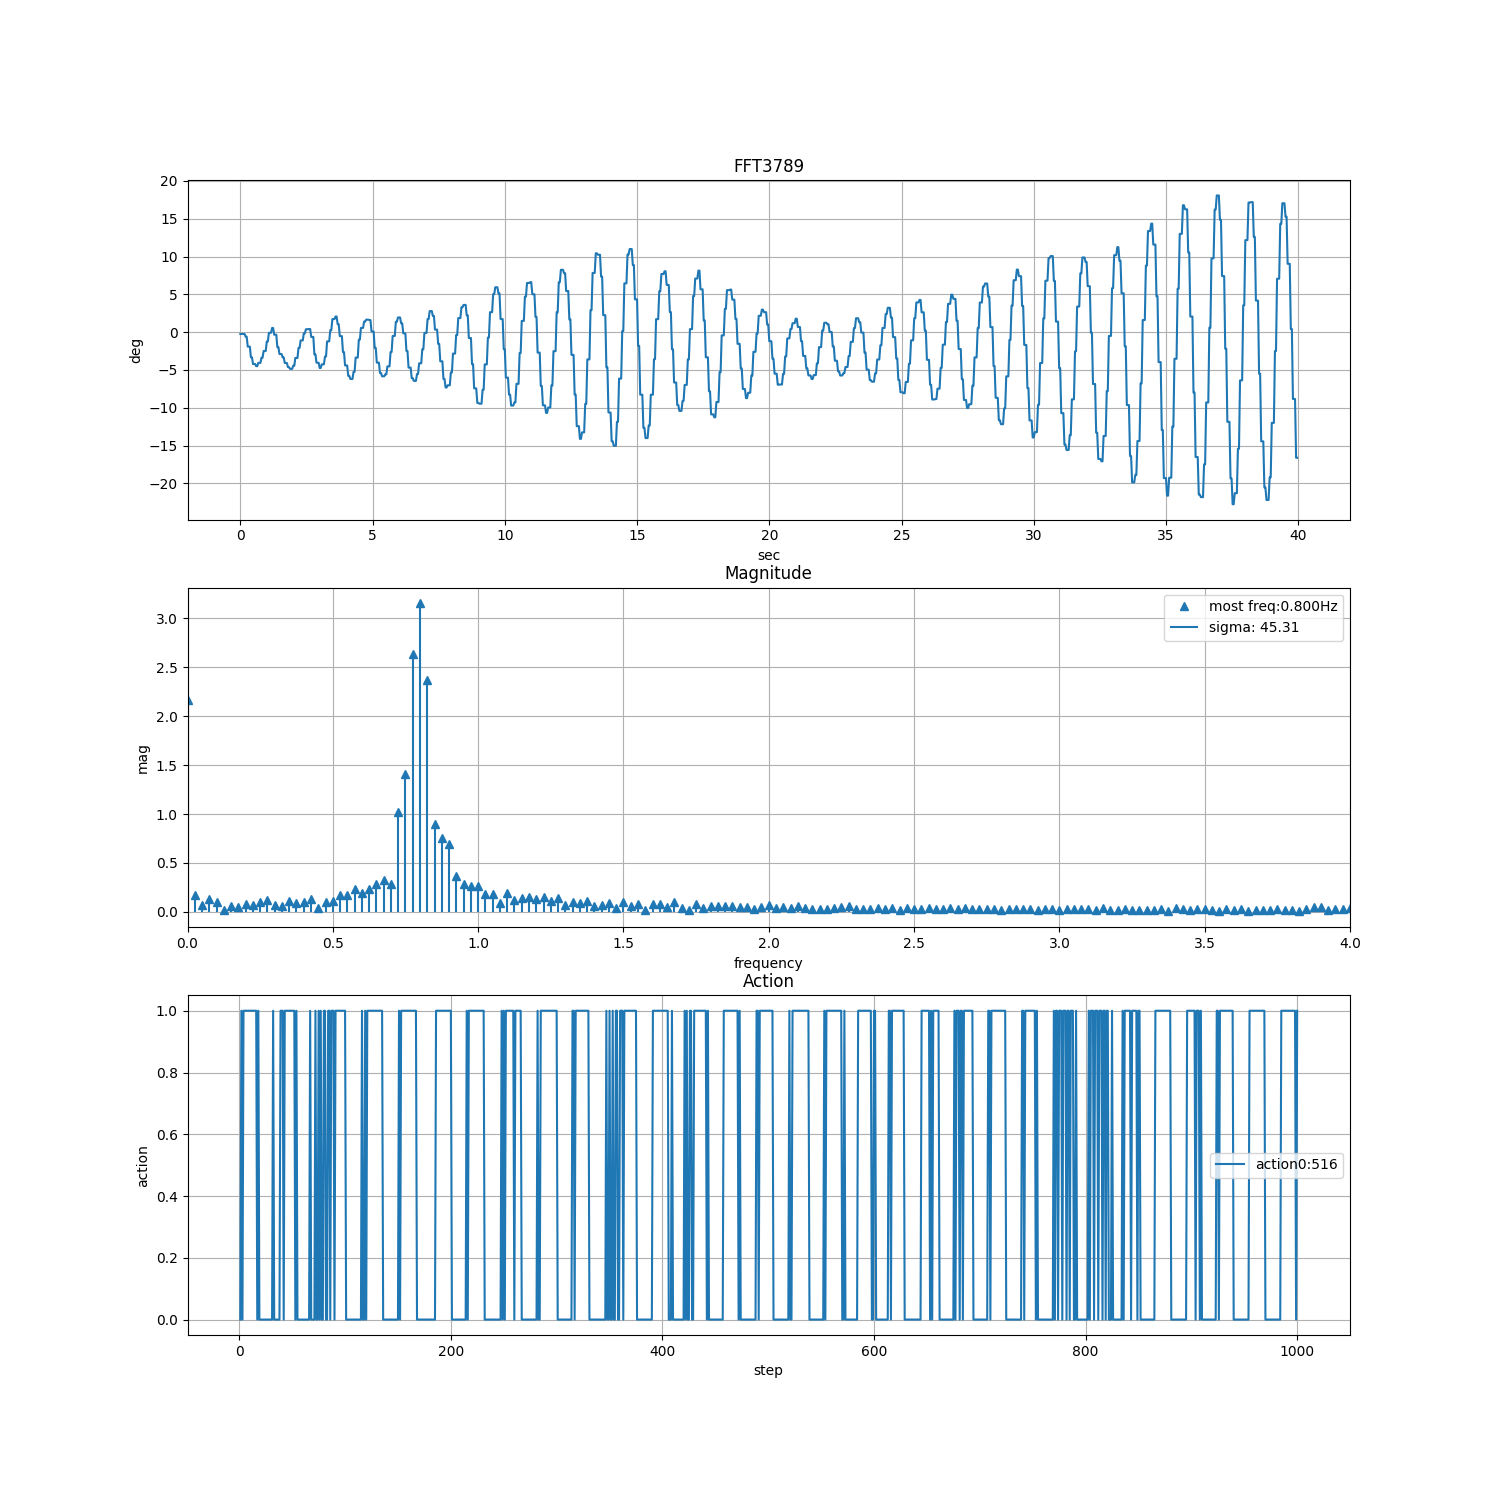 FFT3789
20
15
10
5
0
−5
−10
−15
−20
deg
0 5 10 15 20 25 30 35 40
sec
Magnitude
most freq:0.800Hz
sigma: 45.31
3.0
2.5
2.0
1.5
1.0
0.5
0.0
mag
0.0 0.5 1.0 1.5 2.0 2.5 3.0 3.5 4.0
frequency
Action
1.0
0.8
0.6
0.4
0.2
0.0
action
action0:516
0 200 400 600 800 1000
step